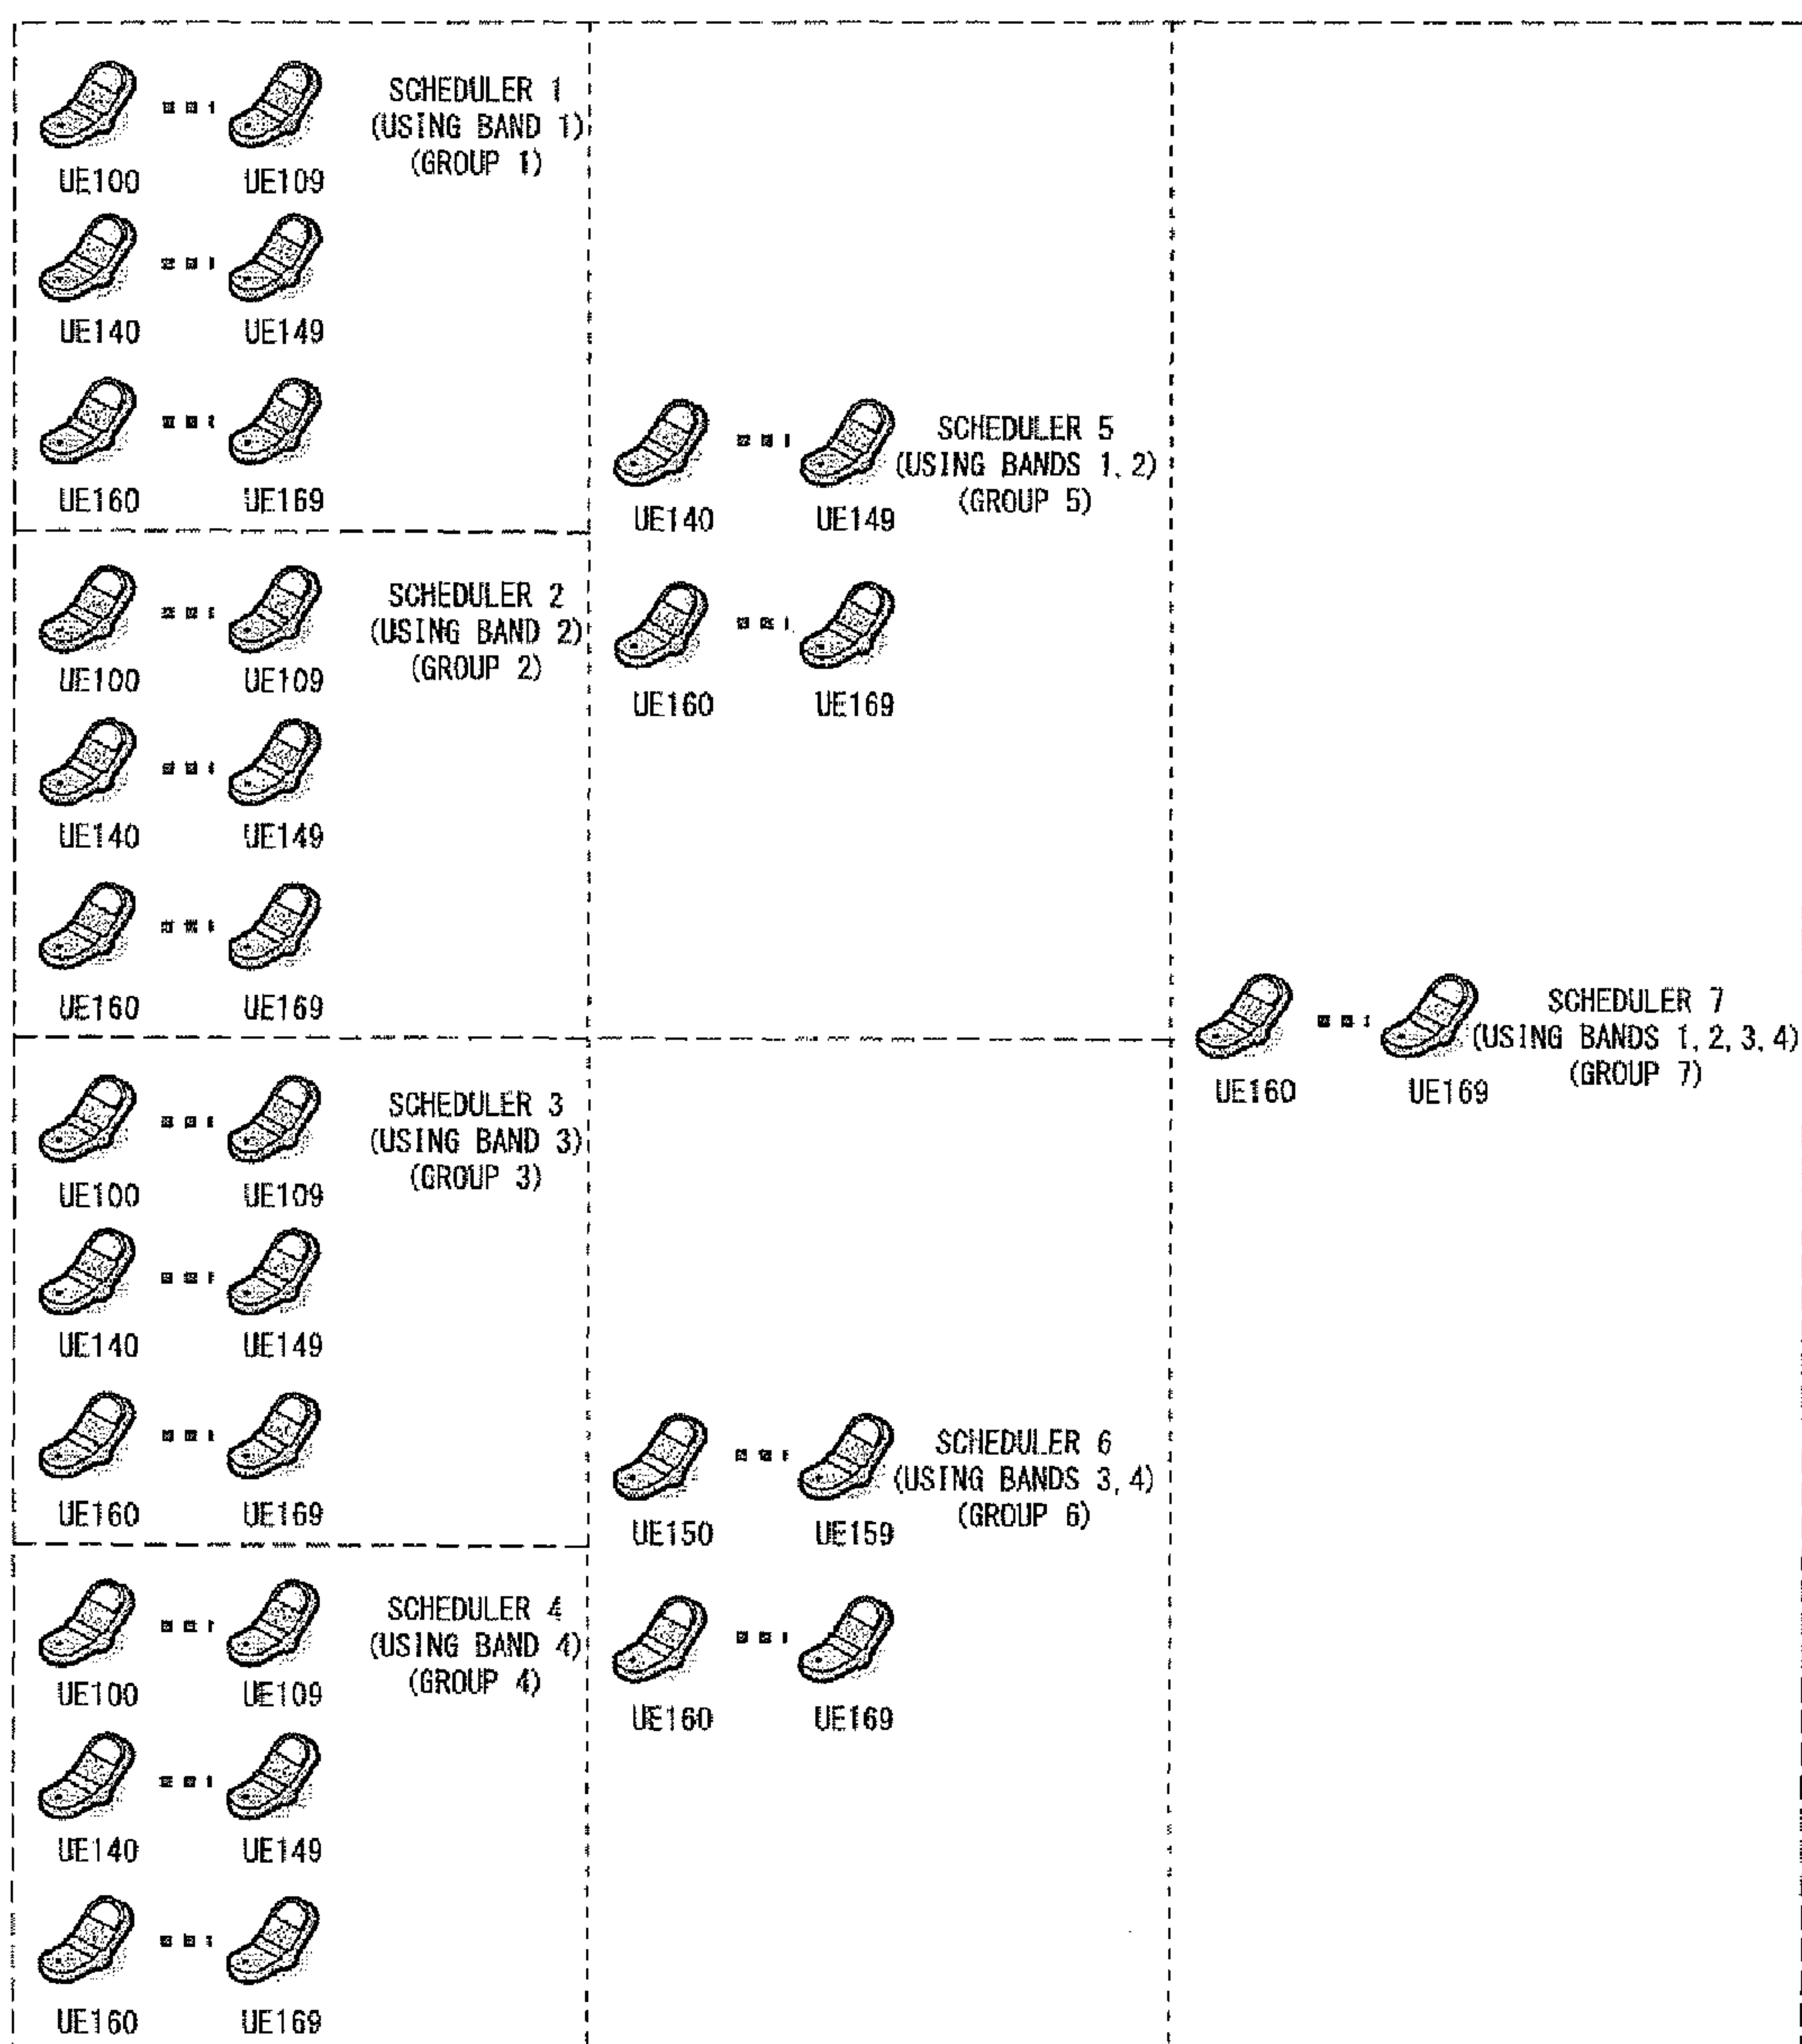 SCHEDULER 1
(USING BAND 1)
(GROUP 1)
UE100 UE109
UE140 UE149
UE160 UE169
SCHEDULER 2
(USING BAND 2)
(GROUP 2)
UE100 UE109
UE140 UE149
UE160 UE169
SCHEDULER 3
(USING BAND 3)
(GROUP 3)
UE100 UE109
UE140 UE149
UE160 UE169
SCHEDULER 4
(USING BAND 4)
(GROUP 4)
UE100 UE109
UE140 UE149
UE160 UE169
SCHEDULER 5
(USING BANDS 1, 2)
(GROUP 5)
UE140 UE149
UE160 UE169
SCHEDULER 6
(USING BANDS 3, 4)
(GROUP 6)
UE150 UE159
UE160 UE169
SCHEDULER 7
(USING BANDS 1, 2, 3, 4)
(GROUP 7)
UE160 UE169